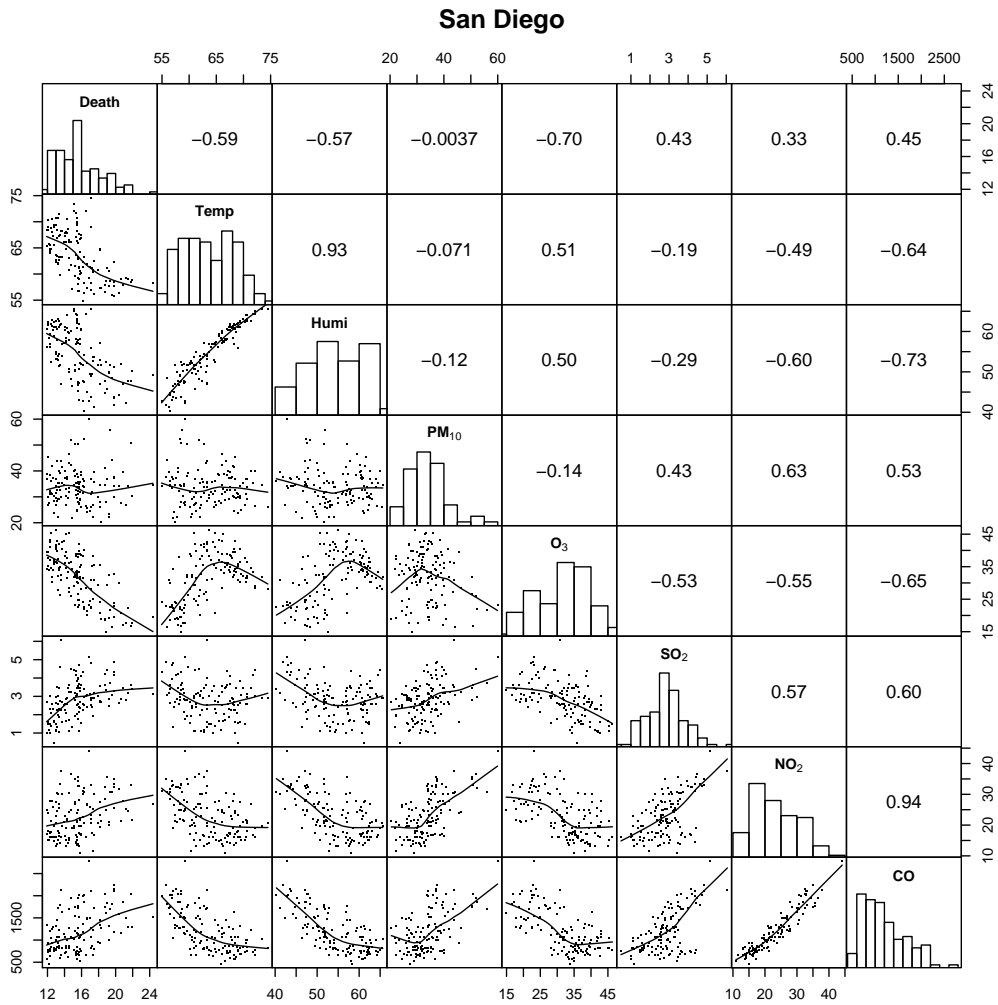 San Diego
55 65 75 20 40 60 1 3 5 500 1500 2500
Death −0.59 −0.57 −0.0037 −0.70 0.43 0.33 0.45
12 16 20 24
55 65 75
Temp 0.93 −0.071 0.51 −0.19 −0.49 −0.64
Humi −0.12 0.50 −0.29 −0.60 −0.73
40 50 60
20 40 60
PM₁₀ −0.14 0.43 0.63 0.53
O₃ −0.53 −0.55 −0.65
15 25 35 45
1 3 5
SO₂ 0.57 0.60
NO₂ 0.94
10 20 30 40
500 1500
CO
12 16 20 24 40 50 60 15 25 35 45 10 20 30 40